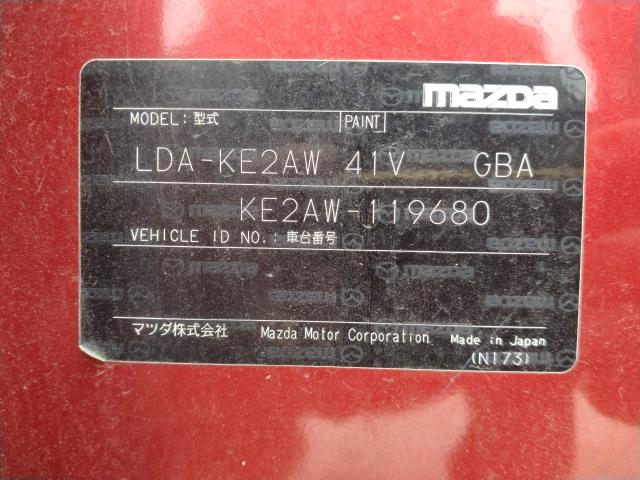 mazda
MODEL: 型式 PAINT
LDA-KE2AW 41V GBA
KE2AW-119680
VEHICLE ID NO.: 車台番号
マツダ株式会社 Mazda Motor Corporation Made in Japan
(N173)